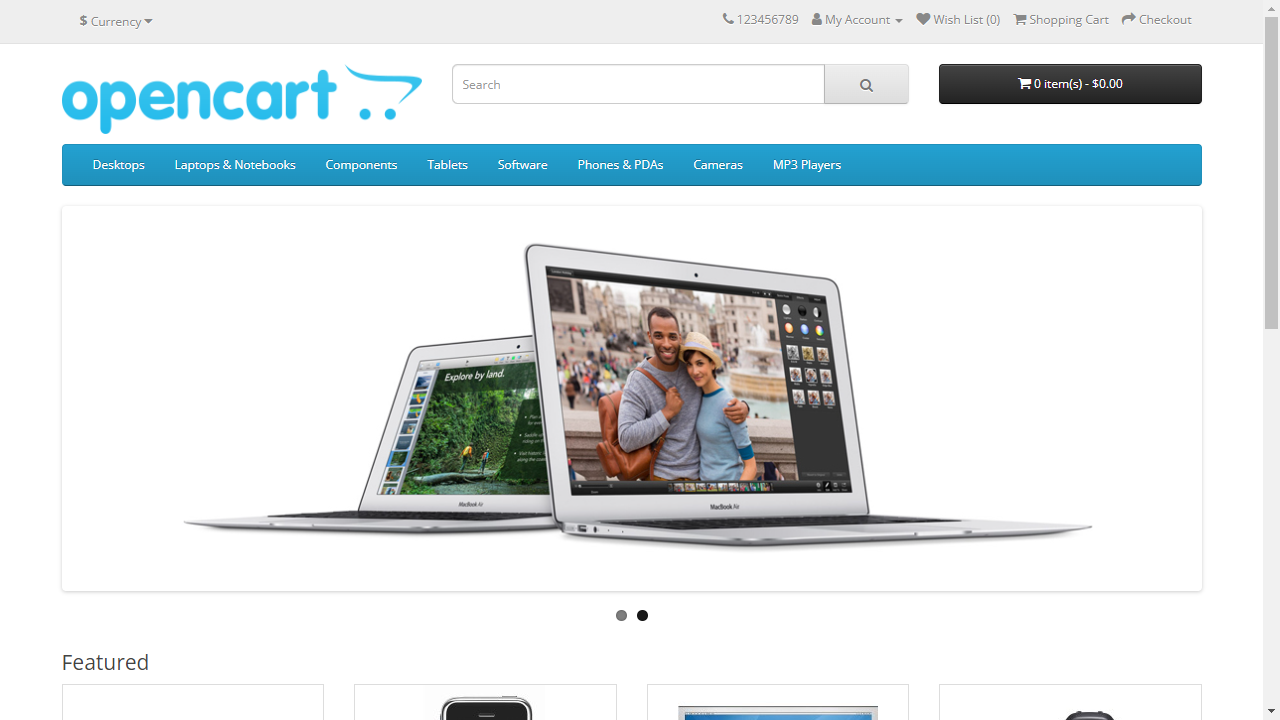 $ Currency
123456789
My Account
Wish List (0)
Shopping Cart
Checkout
opencart
Search
0 item(s) - $0.00
Desktops
Laptops & Notebooks
Components
Tablets
Software
Phones & PDAs
Cameras
MP3 Players
Explore by land.
MacBook Air
MacBook Air
Featured